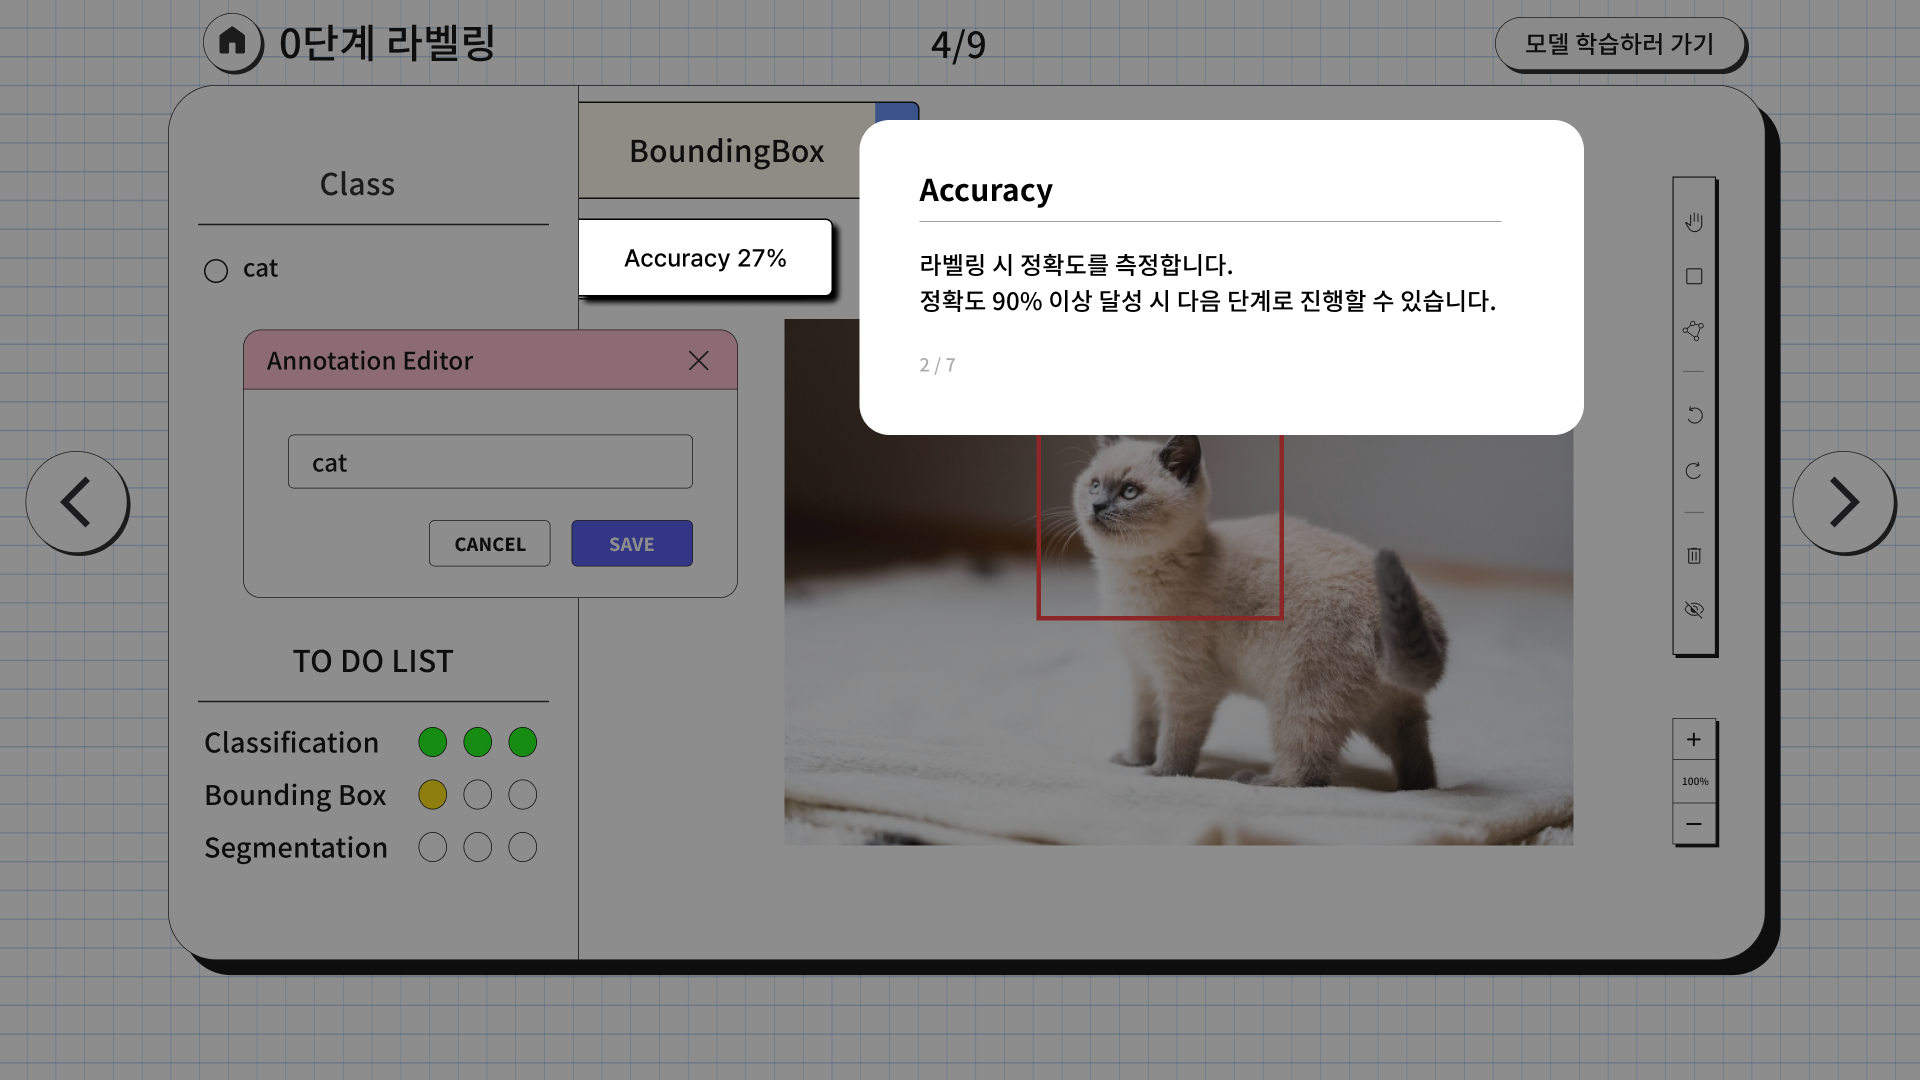 0단계 라벨링
4/9
모델 학습하러 가기
Class
cat
BoundingBox
Accuracy 27%
Accuracy
라벨링 시 정확도를 측정합니다.
정확도 90% 이상 달성 시 다음 단계로 진행할 수 있습니다.
2 / 7
Annotation Editor
cat
CANCEL
SAVE
TO DO LIST
Classification
Bounding Box
Segmentation
100%